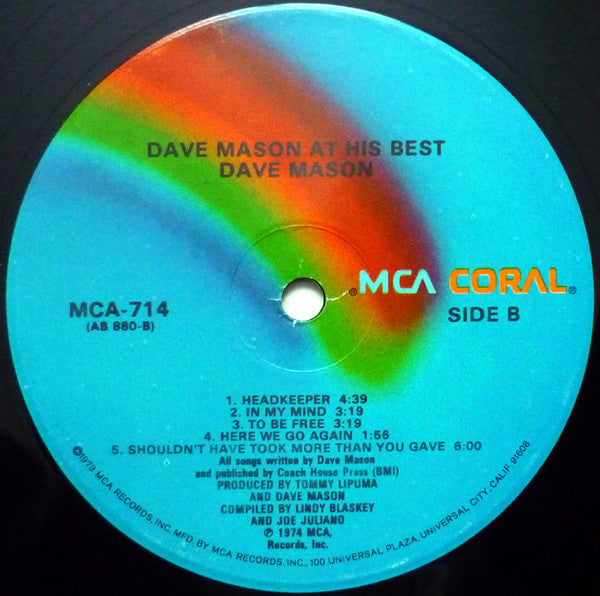 DAVE MASON AT HIS BEST
DAVE MASON
®MCA CORAL®
MCA-714
(AB 880-B)
SIDE B
1. HEADKEEPER 4:39
2. IN MY MIND 3:19
3. TO BE FREE 3:19
4. HERE WE GO AGAIN 1:56
5. SHOULDN'T HAVE TOOK MORE THAN YOU GAVE 6:00
All songs written by Dave Mason
and published by Coach House Press (BMI)
PRODUCED BY TOMMY LIPUMA
AND DAVE MASON
COMPILED BY LINDY BLASKEY
AND JOE JULIANO
℗ 1974 MCA,
Records, Inc.
©1973 MCA RECORDS, INC. MFD BY MCA RECORDS, INC., 100 UNIVERSAL PLAZA, UNIVERSAL CITY, CALIF. 91608